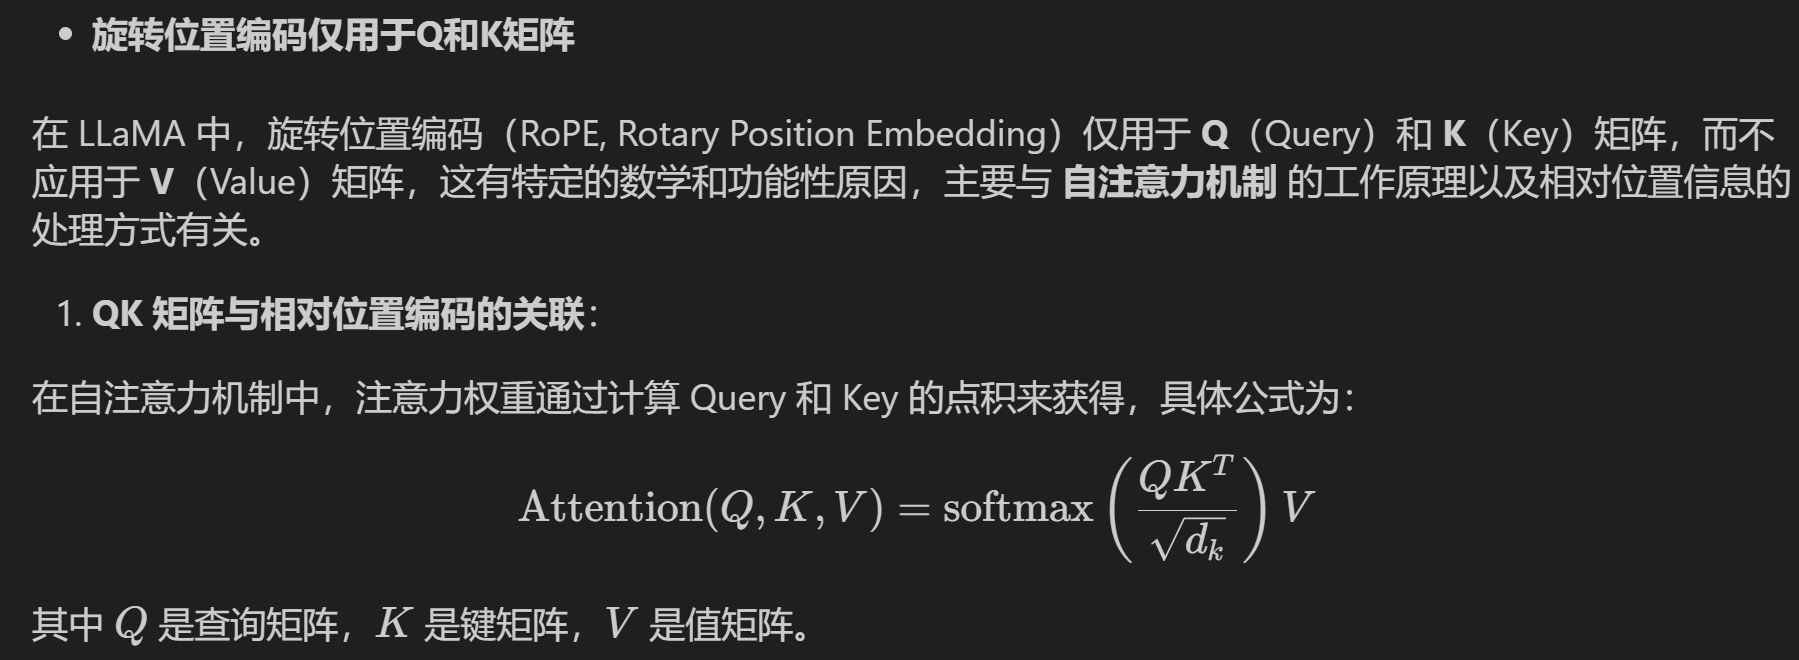 • 旋转位置编码仅用于Q和K矩阵
在 LLaMA 中，旋转位置编码（RoPE, Rotary Position Embedding）仅用于 Q（Query）和 K（Key）矩阵，而不
应用于 V（Value）矩阵，这有特定的数学和功能性原因，主要与 自注意力机制 的工作原理以及相对位置信息的
处理方式有关。
1. QK 矩阵与相对位置编码的关联：
在自注意力机制中，注意力权重通过计算 Query 和 Key 的点积来获得，具体公式为：
Attention(Q, K, V) = softmax(QK^T / √d_k) V
其中 Q 是查询矩阵，K 是键矩阵，V 是值矩阵。